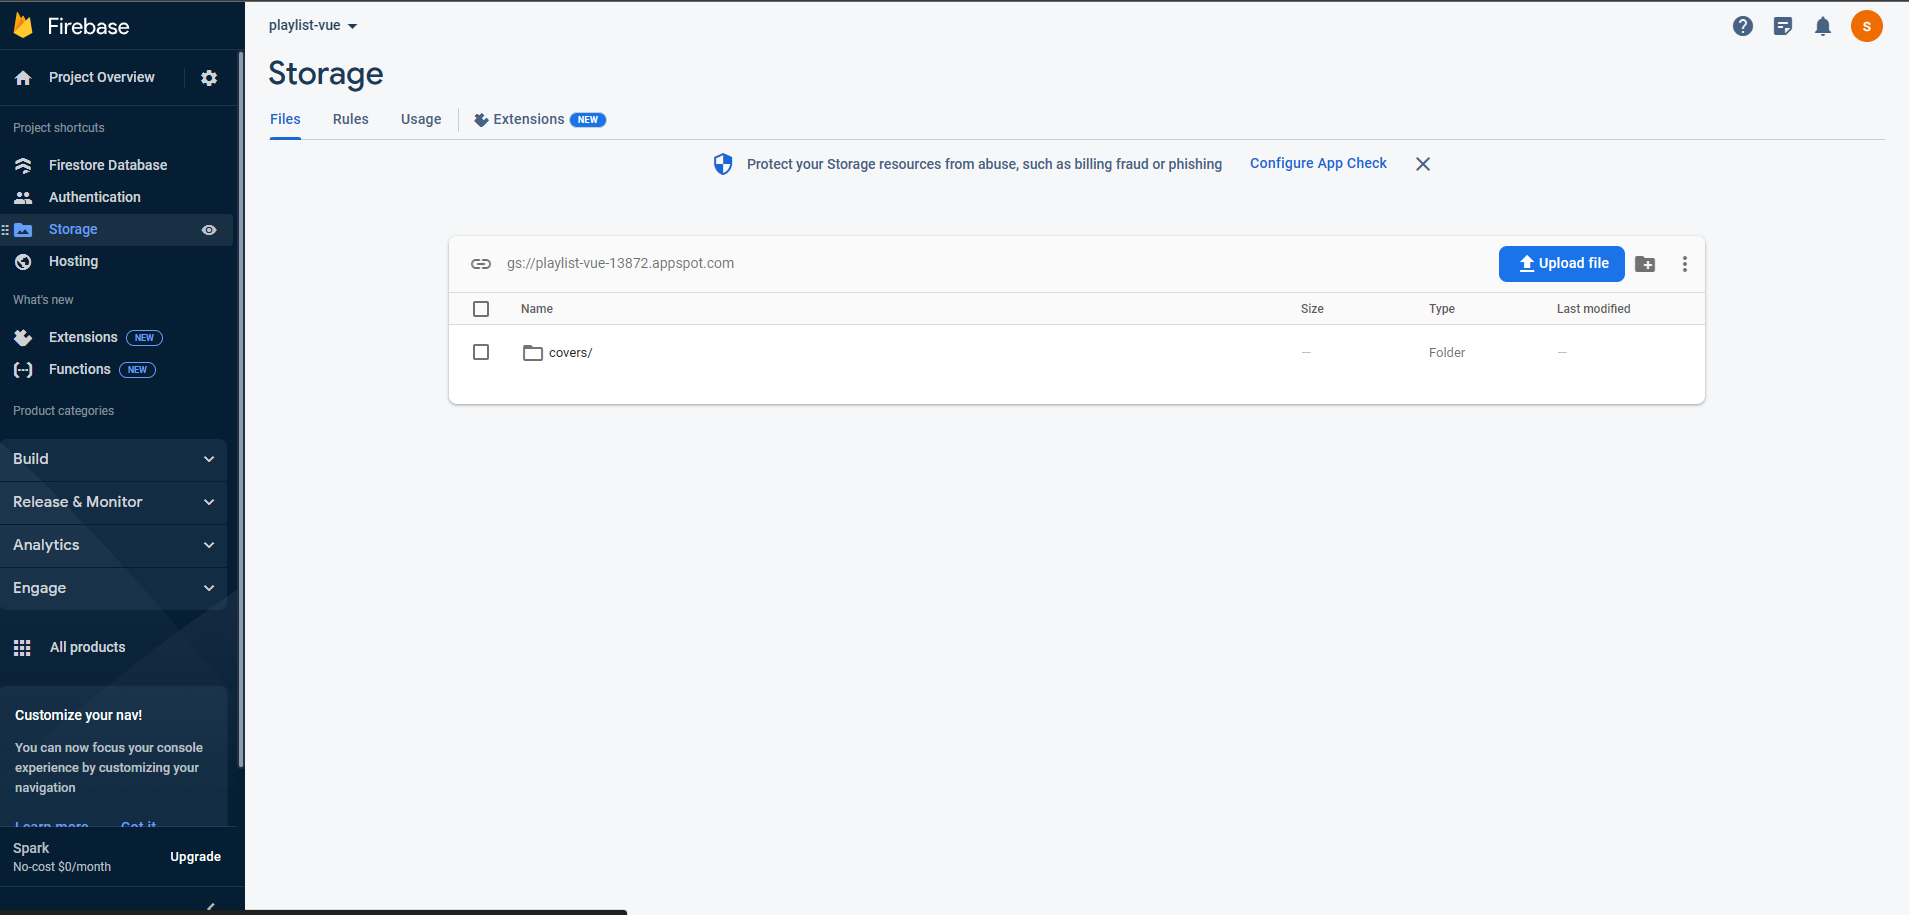 Firebase
Project Overview
Project shortcuts
Firestore Database
Authentication
Storage
Hosting
What's new
Extensions NEW
Functions NEW
Product categories
Build
Release & Monitor
Analytics
Engage
All products
Customize your nav!
You can now focus your console
experience by customizing your
navigation
Learn more Got it
Spark
No-cost $0/month
Upgrade
playlist-vue
S
Storage
Files Rules Usage Extensions NEW
Protect your Storage resources from abuse, such as billing fraud or phishing Configure App Check
gs://playlist-vue-13872.appspot.com
Upload file
Name Size Type Last modified
covers/ — Folder —